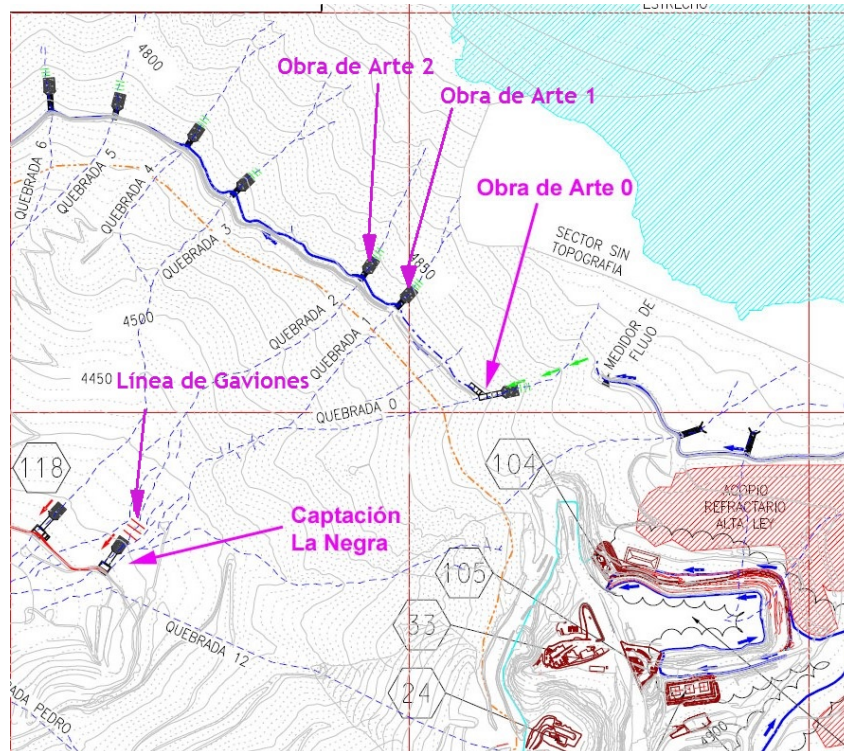 ESTRECHO
4800
Obra de Arte 2
Obra de Arte 1
QUEBRADA 6
QUEBRADA 5
QUEBRADA 4
Obra de Arte 0
QUEBRADA 3
4850
SECTOR SIN
TOPOGRAFIA
QUEBRADA 2
QUEBRADA 1
4500
MEDIDOR DE
FLUJO
4450
Línea de Gaviones
QUEBRADA 0
118
104
ACOPIO
REFRACTARIO
ALTA LEY
Captación
La Negra
105
33
QUEBRADA 12
24
ADA PEDRO
4900